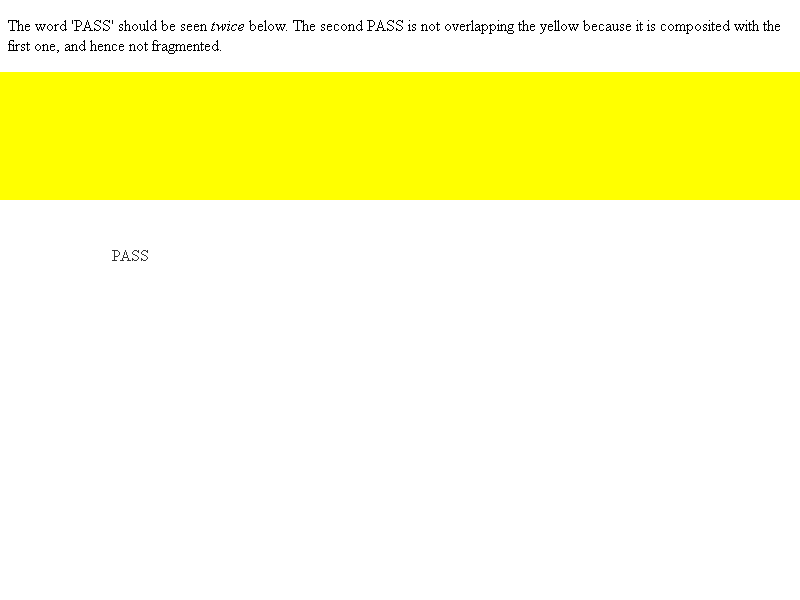 The word 'PASS' should be seen twice below. The second PASS is not overlapping the yellow because it is composited with the
first one, and hence not fragmented.
PASS